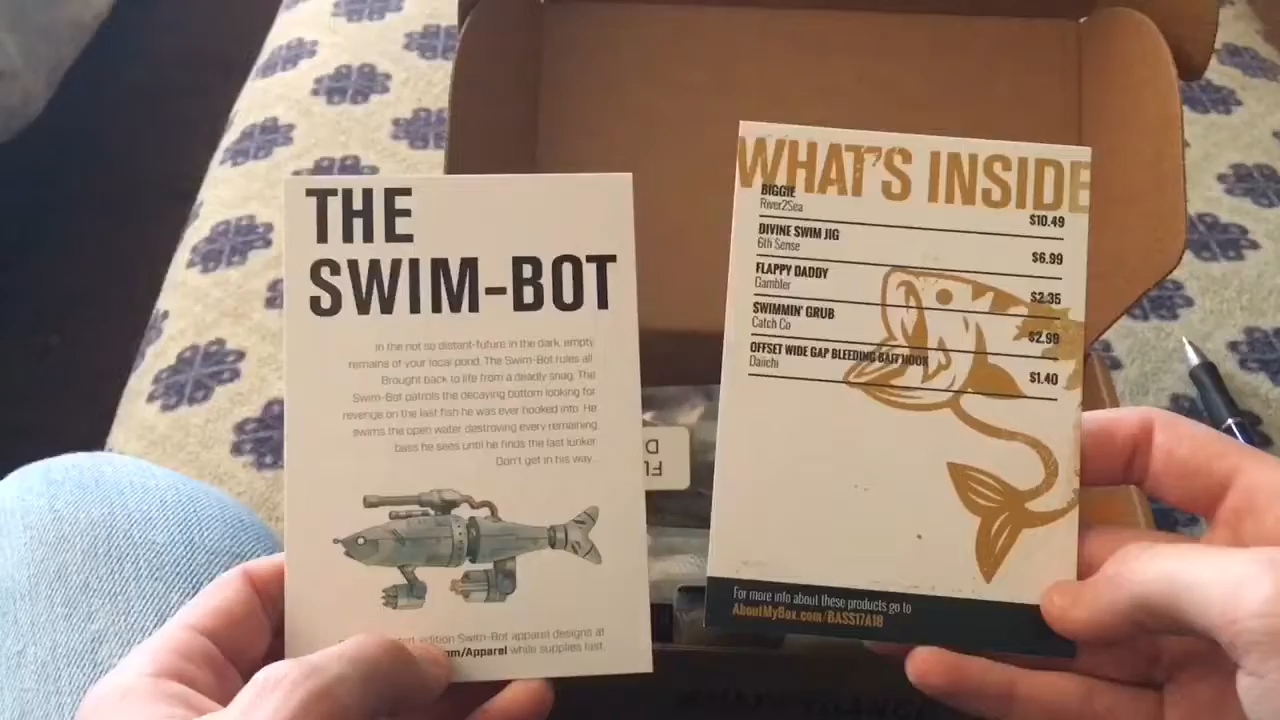 THE
SWIM-BOT
In the not so distant-future in the dark, empty
remains of your local pond. The Swim-Bot rules all.
Brought back to life from a deadly snag. The
Swim-Bot patrols the decaying bottom looking for
revenge on the last fish he was ever hooked into. He
swims the open water destroying every remaining
bass he sees until he finds the last lunker.
Don't get in his way...
edition Swim-Bot apparel designs at
/Apparel while supplies last.
WHAT'S INSIDE
BIGGIE
River2Sea
$10.49
DIVINE SWIM JIG
6th Sense
$6.99
FLAPPY DADDY
Gambler
$2.35
SWIMMIN' GRUB
Catch Co
$2.99
OFFSET WIDE GAP BLEEDING BAIT HOOK
Daiichi
$1.40
For more info about these products go to
AboutMyBox.com/BASS17A18